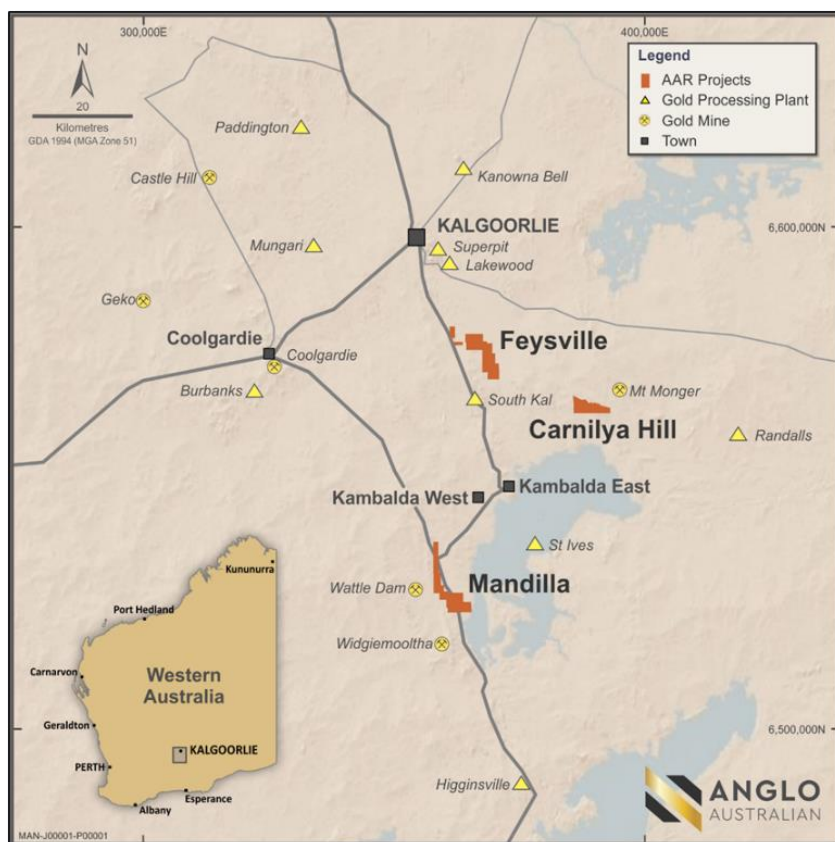 300,000E
400,000E
N
20
Kilometres
GDA 1994 (MGA Zone 51)
Legend
AAR Projects
Gold Processing Plant
Gold Mine
Town
Paddington
Castle Hill
Kanowna Bell
KALGOORLIE
6,600,000N
Mungari
Superpit
Lakewood
Geko
Feysville
Coolgardie
Coolgardie
Burbanks
South Kal
Mt Monger
Carnilya Hill
Randalls
Kambalda West
Kambalda East
St Ives
Wattle Dam
Mandilla
Widgiemooltha
Kununurra
Port Hedland
Western
Australia
Carnarvon
Geraldton
KALGOORLIE
PERTH
Esperance
Albany
6,500,000N
Higginsville
ANGLO
AUSTRALIAN
MAN-J00001-P00001